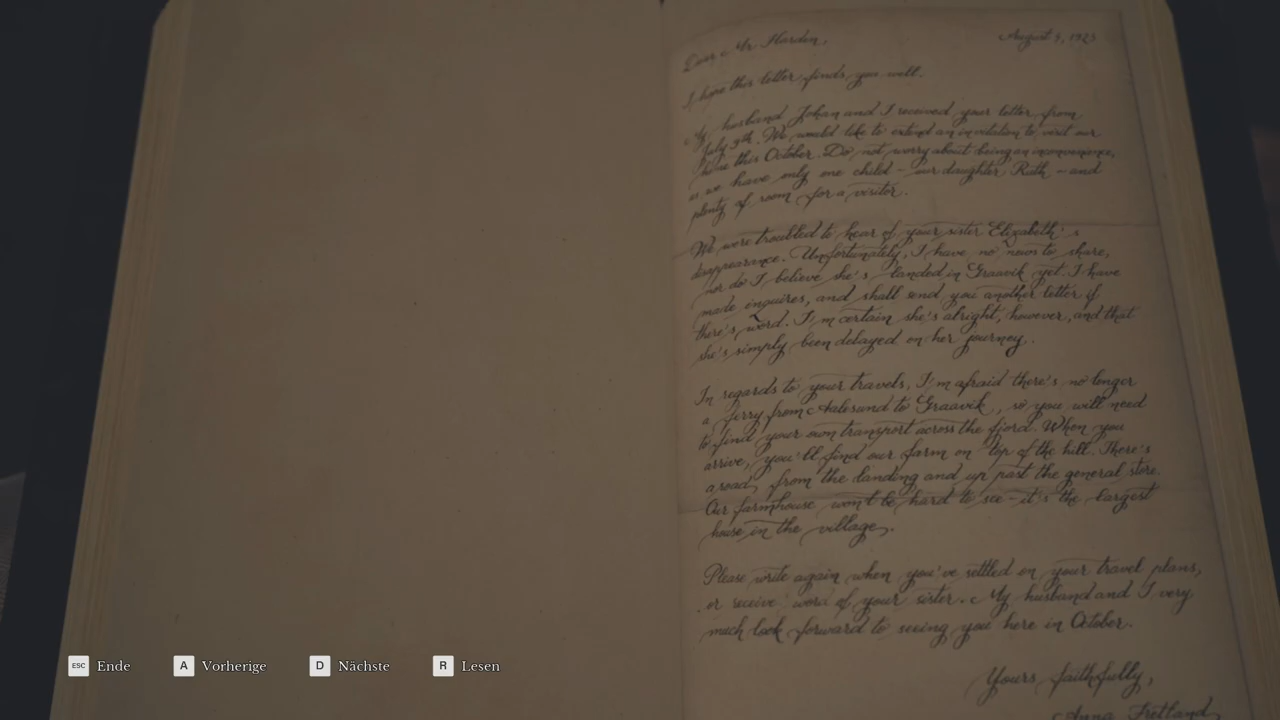 Dear Mr. Harden,
August 9, 1923
I hope this letter finds you well.
My husband Johan and I received your letter from
July 9th. We would like to extend an invitation to visit our
home this October. Do not worry about being an inconvenience,
as we have only one child - our daughter Ruth - and
plenty of room for a visitor.
We were troubled to hear of your sister Elizabeth's
disappearance. Unfortunately, I have no news to share,
nor do I believe she's landed in Graavik yet. I have
made inquires, and shall send you another letter if
there's word. I'm certain she's alright, however, and that
she's simply been delayed on her journey.
In regards to your travels, I'm afraid there's no longer
a ferry from Aalesund to Graavik, so you will need
to find your own transport across the fjord. When you
arrive, you'll find our farm on top of the hill. There's
a road, from the landing and up past the general store.
Our farmhouse won't be hard to see - it's the largest
house in the village.
Please write again when you've settled on your travel plans,
or receive word of your sister. My husband and I very
much look forward to seeing you here in October.
Yours faithfully,
Anna Fretland
ESC Ende A Vorherige D Nächste R Lesen